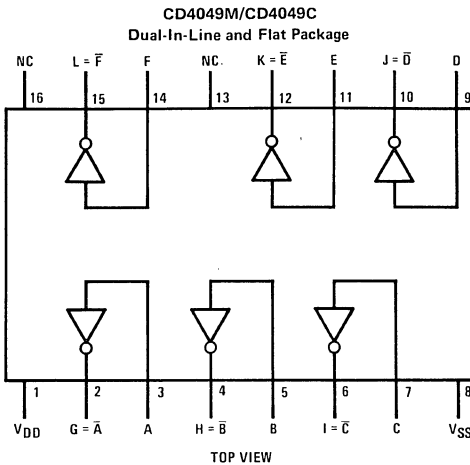 CD4049M/CD4049C
Dual-In-Line and Flat Package
NC L = F̅ F NC. K = E̅ E J = D̅ D
16 15 14 13 12 11 10 9
1 2 3 4 5 6 7 8
VDD G = A̅ A H = B̅ B I = C̅ C VSS
TOP VIEW